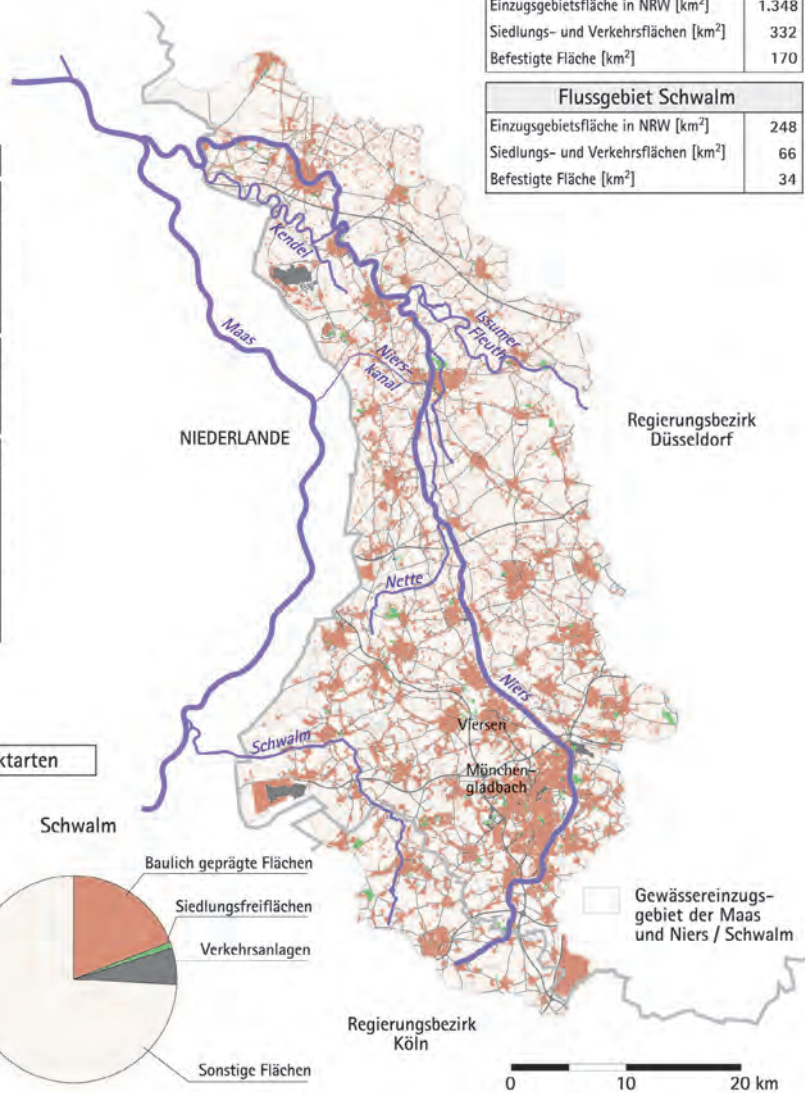 Einzugsgebietsfläche in NRW [km²] 1.348
Siedlungs- und Verkehrsflächen [km²] 332
Befestigte Fläche [km²] 170
Flussgebiet Schwalm
Einzugsgebietsfläche in NRW [km²] 248
Siedlungs- und Verkehrsflächen [km²] 66
Befestigte Fläche [km²] 34
Kendel
Maas
Niers-
kanal
Issumer
Fleuth
NIEDERLANDE
Regierungsbezirk
Düsseldorf
Nette
Niers
Viersen
Schwalm
Mönchen-
gladbach
ktarten
Schwalm
Baulich geprägte Flächen
Siedlungsfreiflächen
Verkehrsanlagen
Sonstige Flächen
Gewässereinzugs-
gebiet der Maas
und Niers / Schwalm
Regierungsbezirk
Köln
0 10 20 km